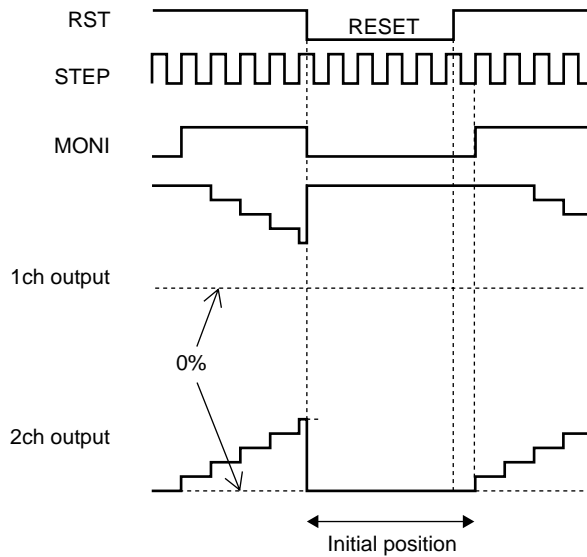 RST
RESET
STEP
MONI
1ch output
0%
2ch output
Initial position